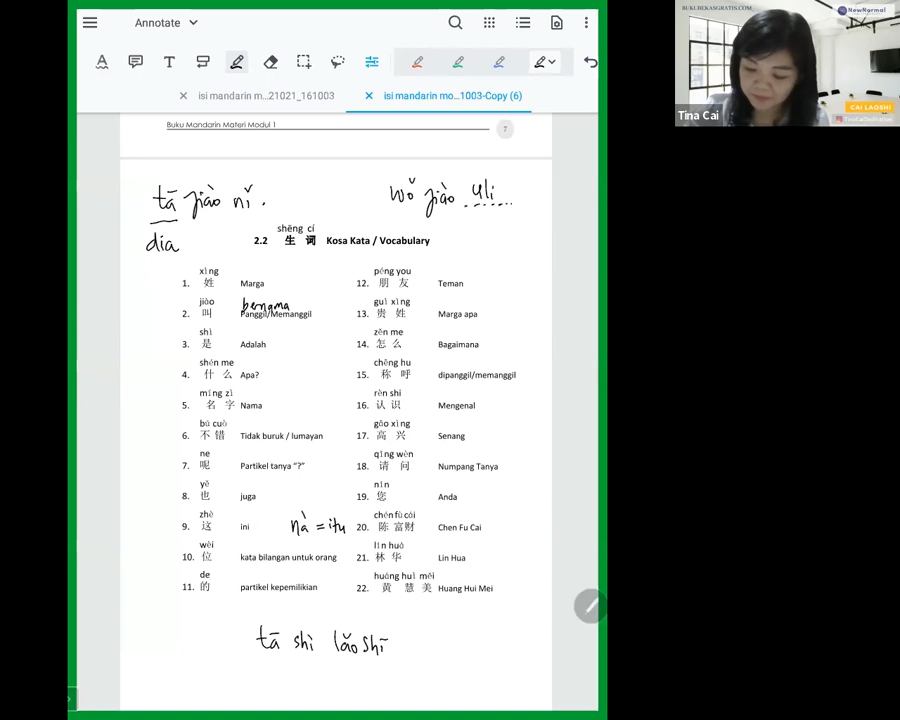 Annotate
BUKUBEKASGRATIS.COM
NewNormal
isi mandarin m...21021_161003
isi mandarin mo...1003-Copy (6)
CAI LAOSHI
Tina Cai
Buku Mandarin Materi Modul 1
7
tā jiào nǐ.
wǒ jiào Uli
dia
shēng cí
2.2 生 词 Kosa Kata / Vocabulary
xìng
1. 姓 Marga
jiào bernama
2. 叫 Panggil/Memanggil
shì
3. 是 Adalah
shén me
4. 什 么 Apa?
míng zì
5. 名 字 Nama
bú cuò
6. 不 错 Tidak buruk / lumayan
ne
7. 呢 Partikel tanya "?"
yě
8. 也 juga
zhè
9. 这 ini nà = itu
wèi
10. 位 kata bilangan untuk orang
de
11. 的 partikel kepemilikian
péng you
12. 朋 友 Teman
guì xìng
13. 贵 姓 Marga apa
zěn me
14. 怎 么 Bagaimana
chēng hu
15. 称 呼 dipanggil/memanggil
rèn shi
16. 认 识 Mengenal
gāo xìng
17. 高 兴 Senang
qǐng wèn
18. 请 问 Numpang Tanya
nín
19. 您 Anda
chén fù cái
20. 陈 富财 Chen Fu Cai
lín huá
21. 林 华 Lin Hua
huáng huì měi
22. 黄 慧 美 Huang Hui Mei
tā shì lǎoshī